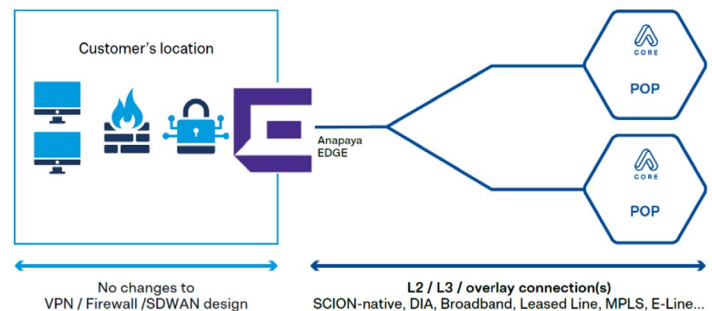 Customer's location
Anapaya
EDGE
CORE
POP
CORE
POP
No changes to
VPN / Firewall /SDWAN design
L2 / L3 / overlay connection(s)
SCION-native, DIA, Broadband, Leased Line, MPLS, E-Line...